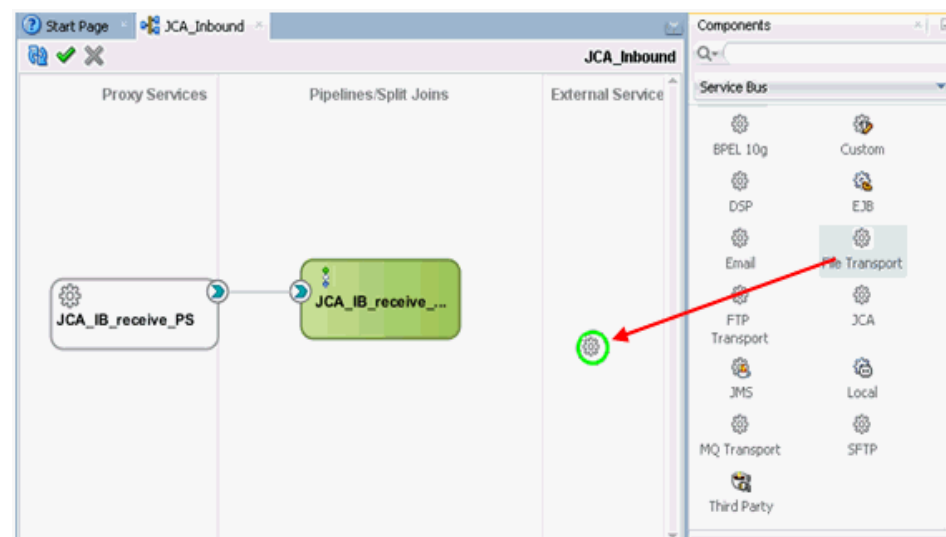 Start Page
JCA_Inbound
JCA_Inbound
Proxy Services
Pipelines/Split Joins
External Service
JCA_IB_receive_PS
JCA_IB_receive_...
Components
Service Bus
BPEL 10g
Custom
DSP
EJB
Email
File Transport
FTP
Transport
JCA
JMS
Local
MQ Transport
SFTP
Third Party